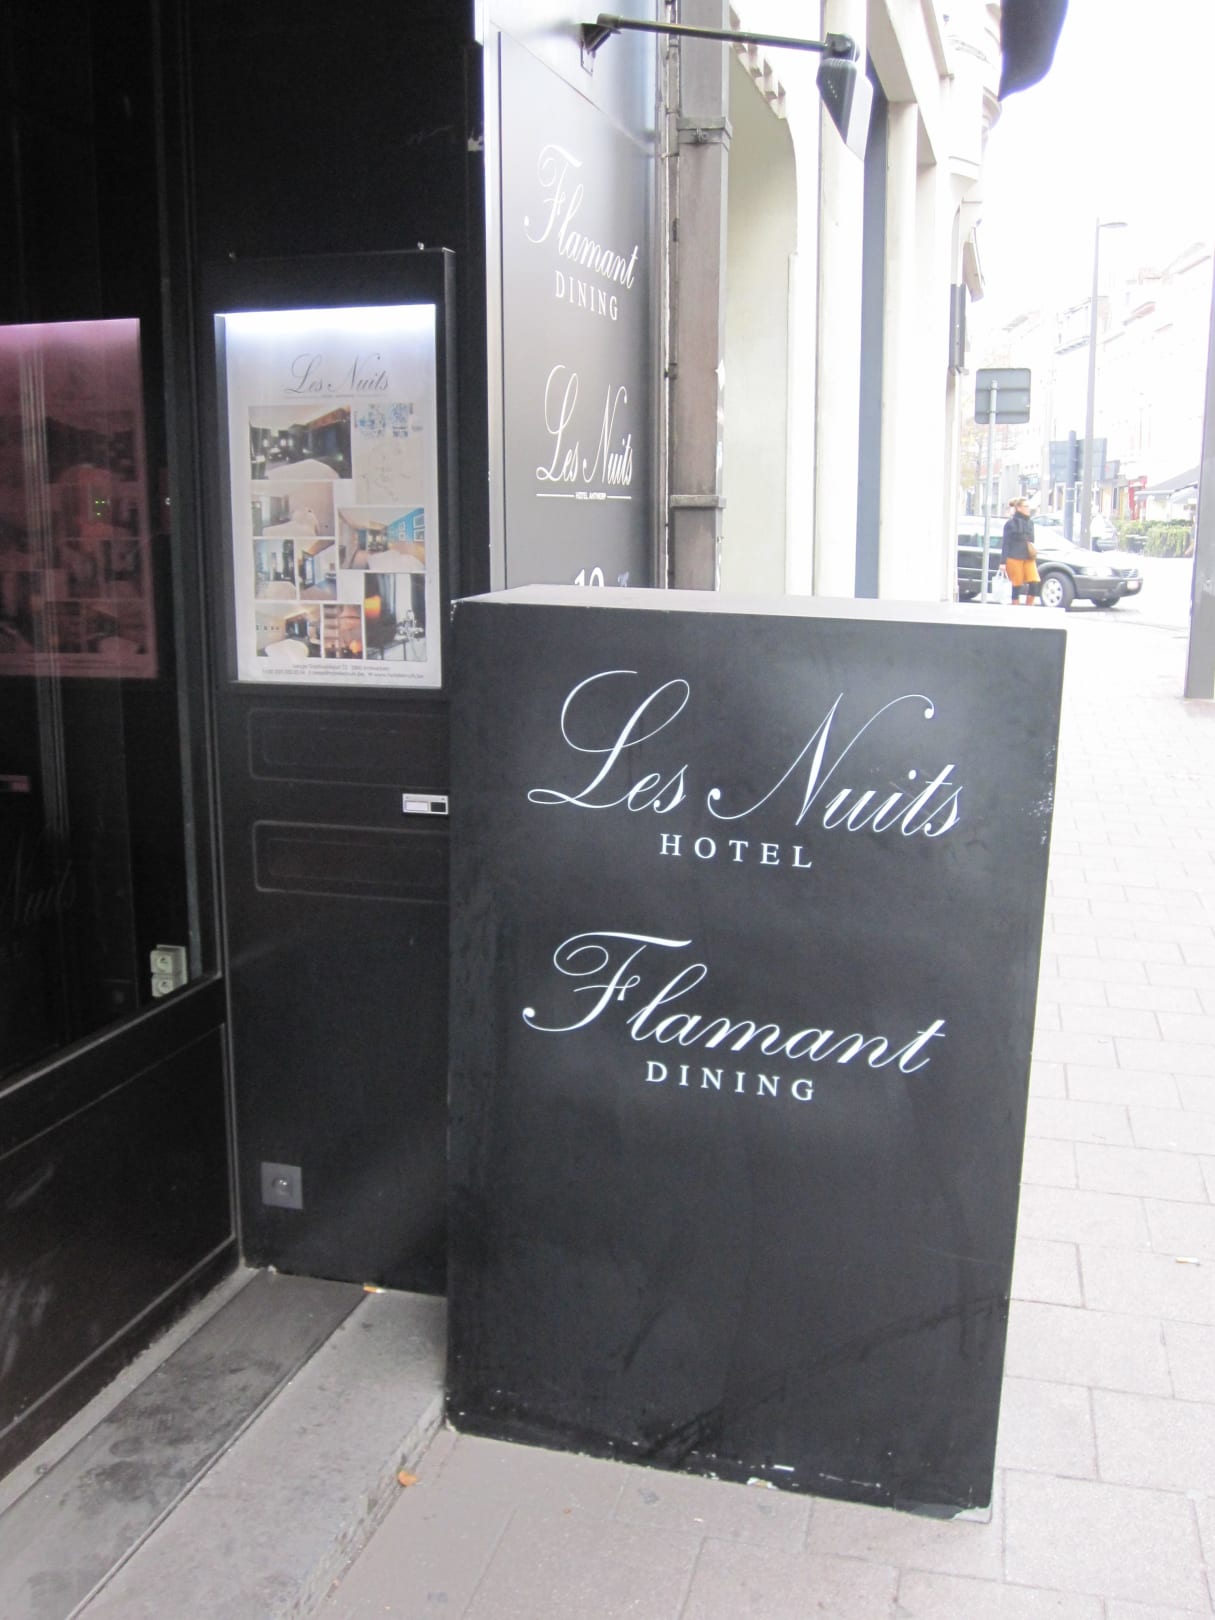 Flamant
DINING
Les Nuits
HOTEL ANTWERP
Les Nuits
Les Nuits
HOTEL
Flamant
DINING